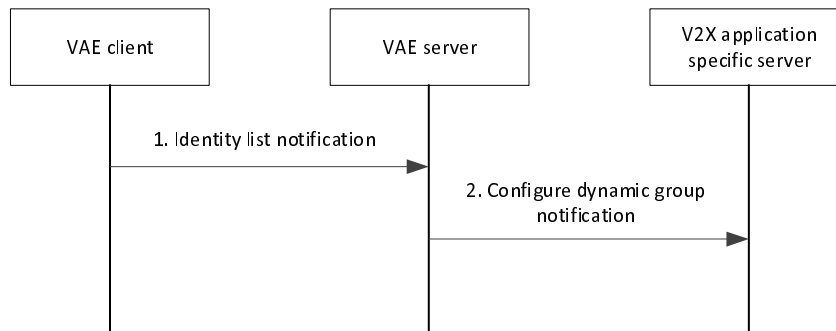 VAE client
VAE server
V2X application
specific server
1. Identity list notification
2. Configure dynamic group
notification